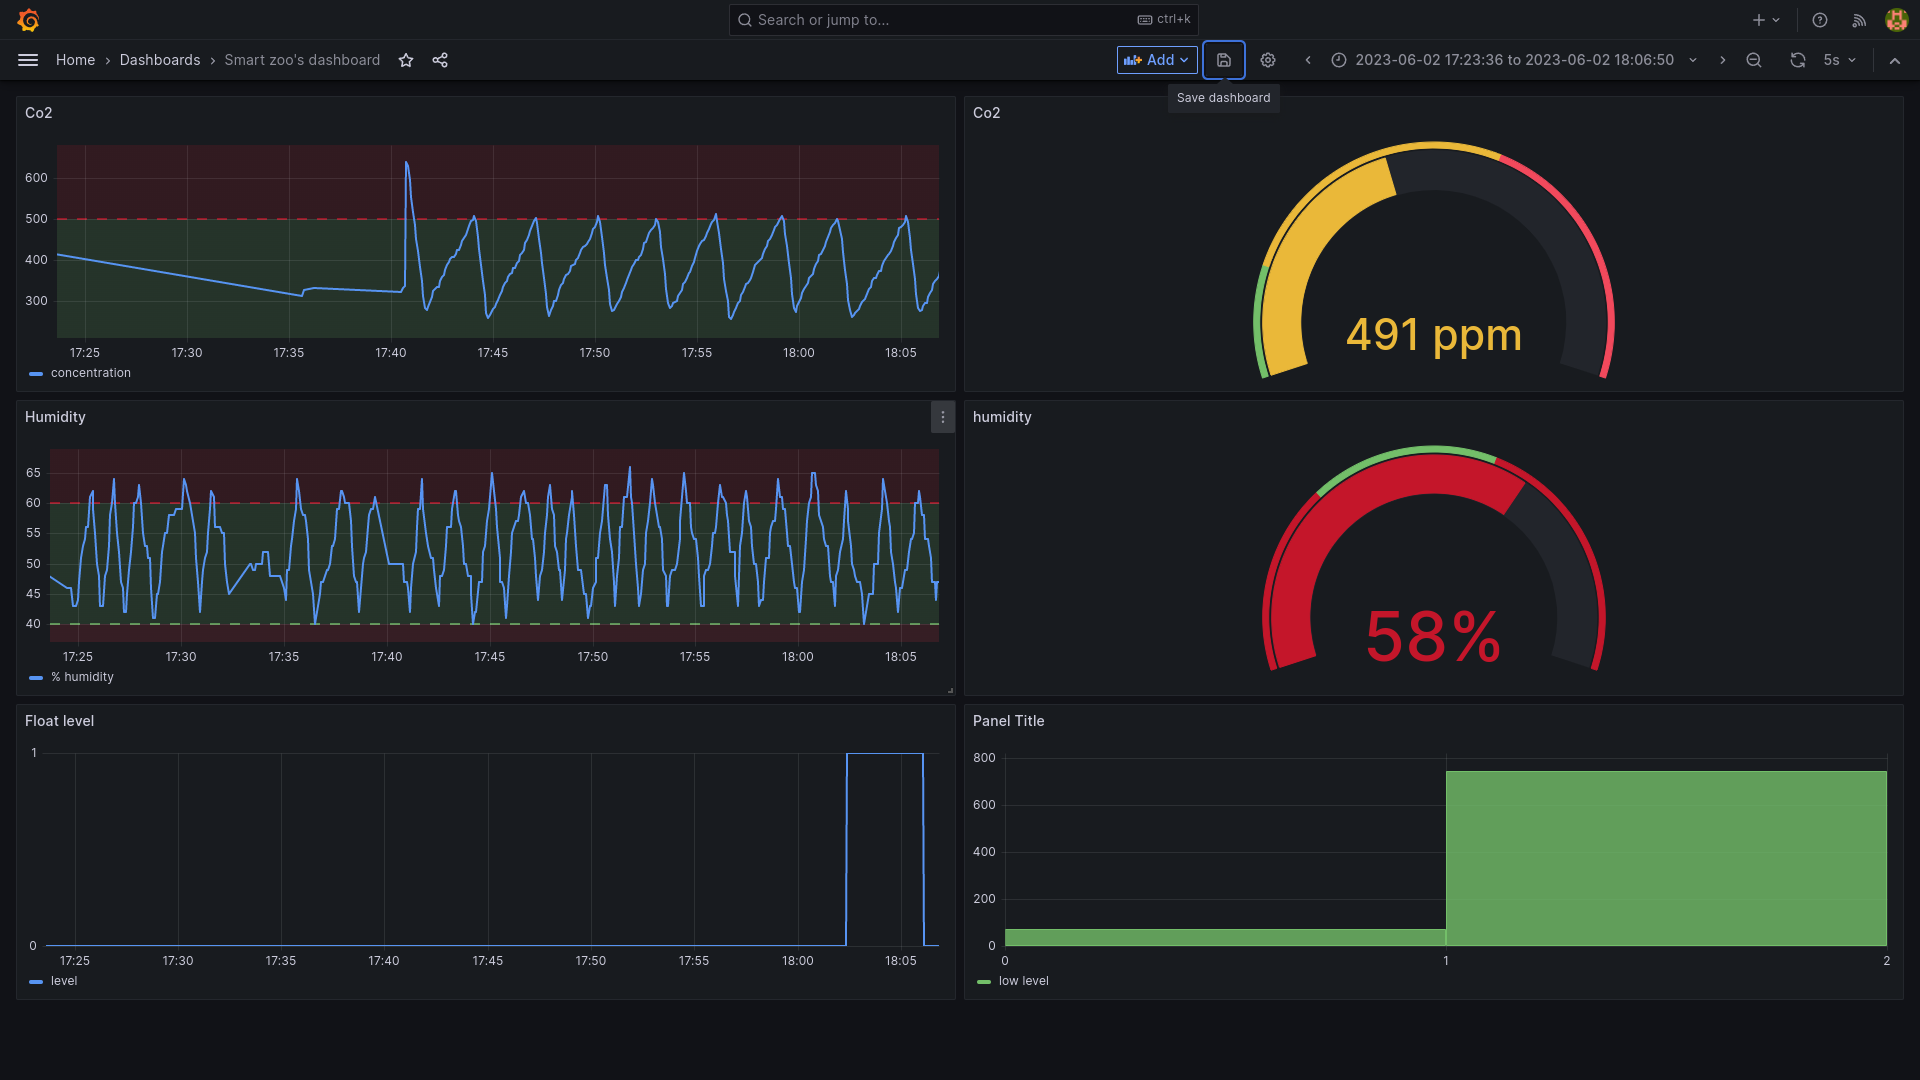 Search or jump to...
ctrl+k
Home › Dashboards › Smart zoo's dashboard
Add
2023-06-02 17:23:36 to 2023-06-02 18:06:50
5s
Save dashboard
Co2
600
500
400
300
17:25 17:30 17:35 17:40 17:45 17:50 17:55 18:00 18:05
concentration
Co2
491 ppm
Humidity
65
60
55
50
45
40
17:25 17:30 17:35 17:40 17:45 17:50 17:55 18:00 18:05
% humidity
humidity
58%
Float level
1
0
17:25 17:30 17:35 17:40 17:45 17:50 17:55 18:00 18:05
level
Panel Title
800
600
400
200
0
0 1 2
low level